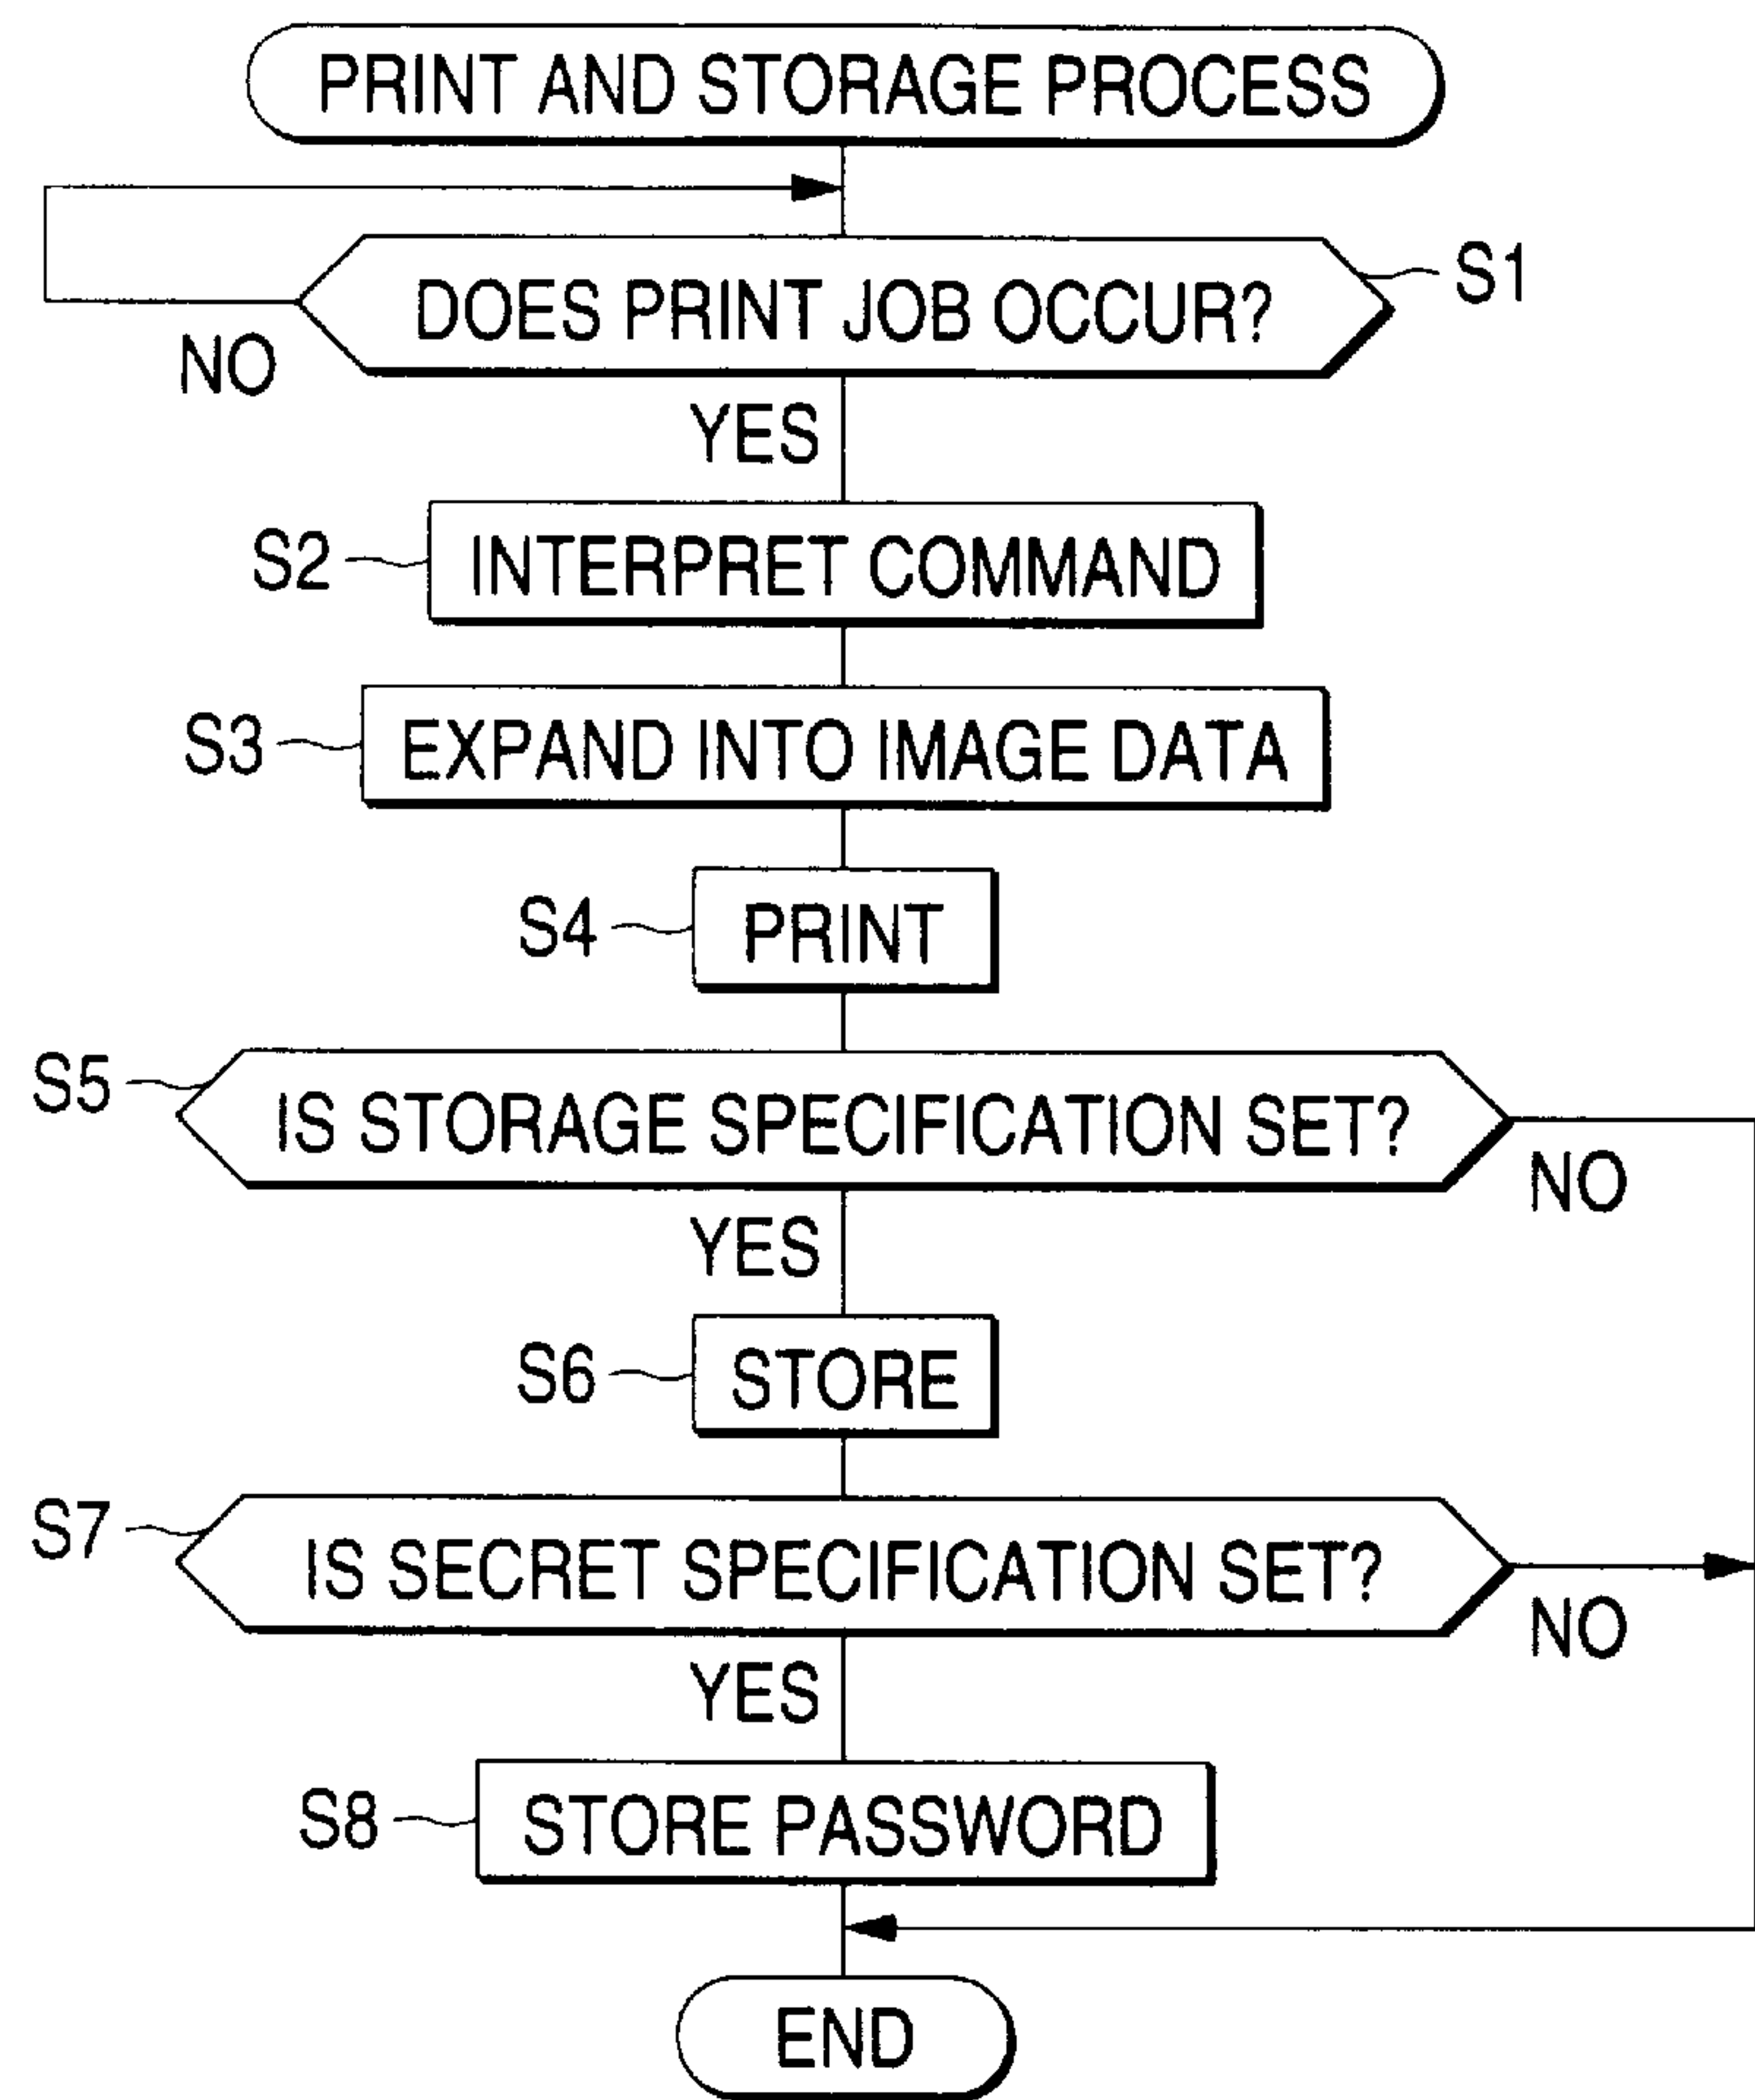 PRINT AND STORAGE PROCESS
DOES PRINT JOB OCCUR?
S1
NO
YES
S2
INTERPRET COMMAND
S3
EXPAND INTO IMAGE DATA
S4
PRINT
S5
IS STORAGE SPECIFICATION SET?
NO
YES
S6
STORE
S7
IS SECRET SPECIFICATION SET?
NO
YES
S8
STORE PASSWORD
END